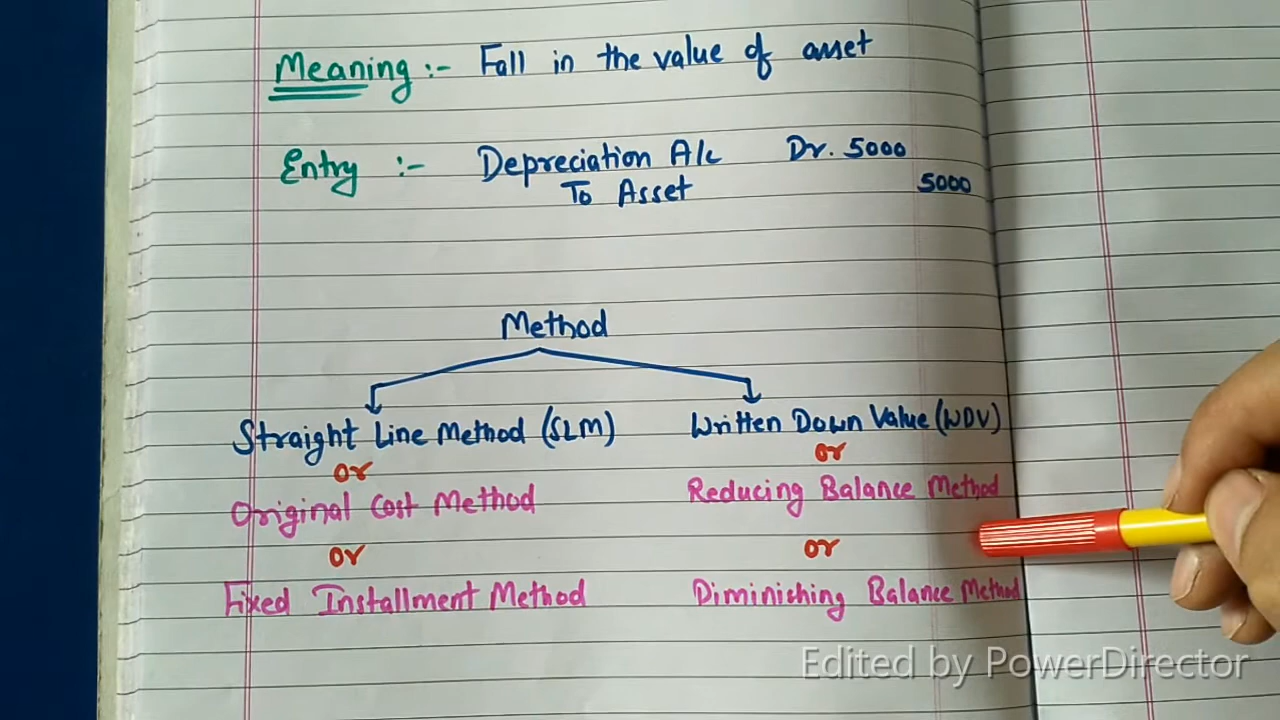 Meaning :- Fall in the value of asset
Entry :- Depreciation A/c Dr. 5000
To Asset 5000
Method
Straight Line Method (SLM)
or
Original Cost Method
or
Fixed Installment Method
Written Down Value (WDV)
or
Reducing Balance Method
or
Diminishing Balance Method
Edited by PowerDirector